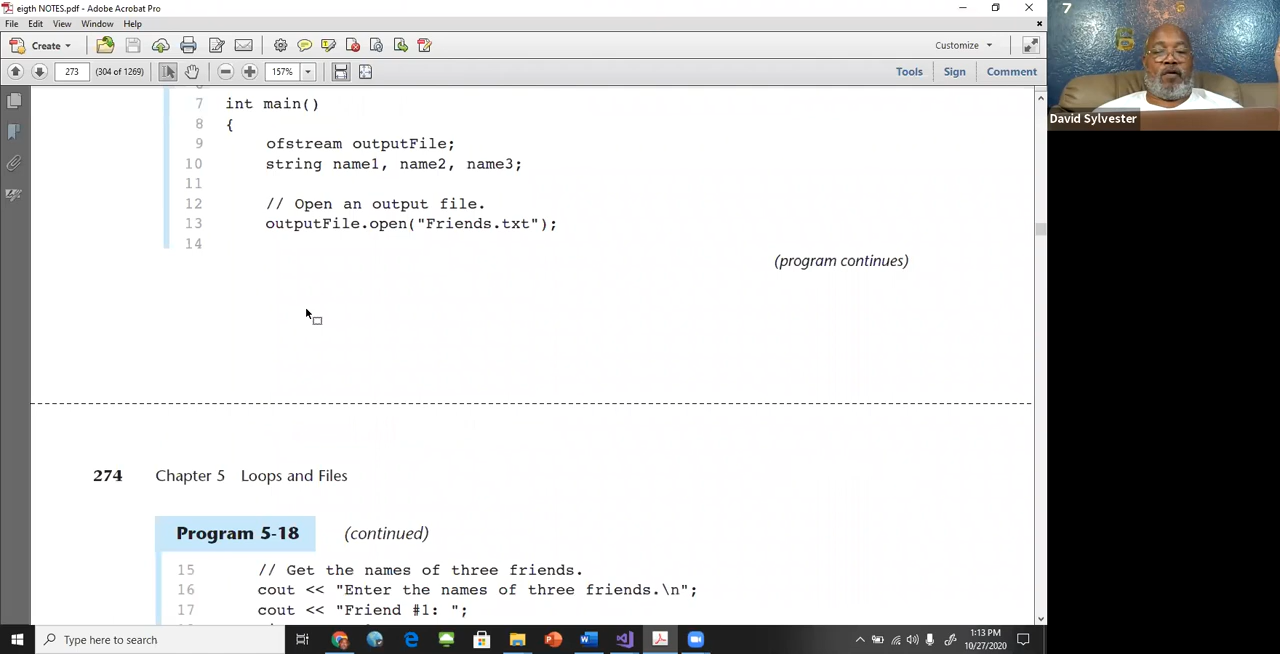 eigth NOTES.pdf - Adobe Acrobat Pro
File Edit View Window Help
Create
Customize
273 (304 of 1269)
157%
Tools Sign Comment
7 int main()
8 {
9 ofstream outputFile;
10 string name1, name2, name3;
11
12 // Open an output file.
13 outputFile.open("Friends.txt");
14
(program continues)
274 Chapter 5 Loops and Files
Program 5-18 (continued)
15 // Get the names of three friends.
16 cout << "Enter the names of three friends.\n";
17 cout << "Friend #1: ";
Type here to search
1:13 PM
10/27/2020
7
David Sylvester